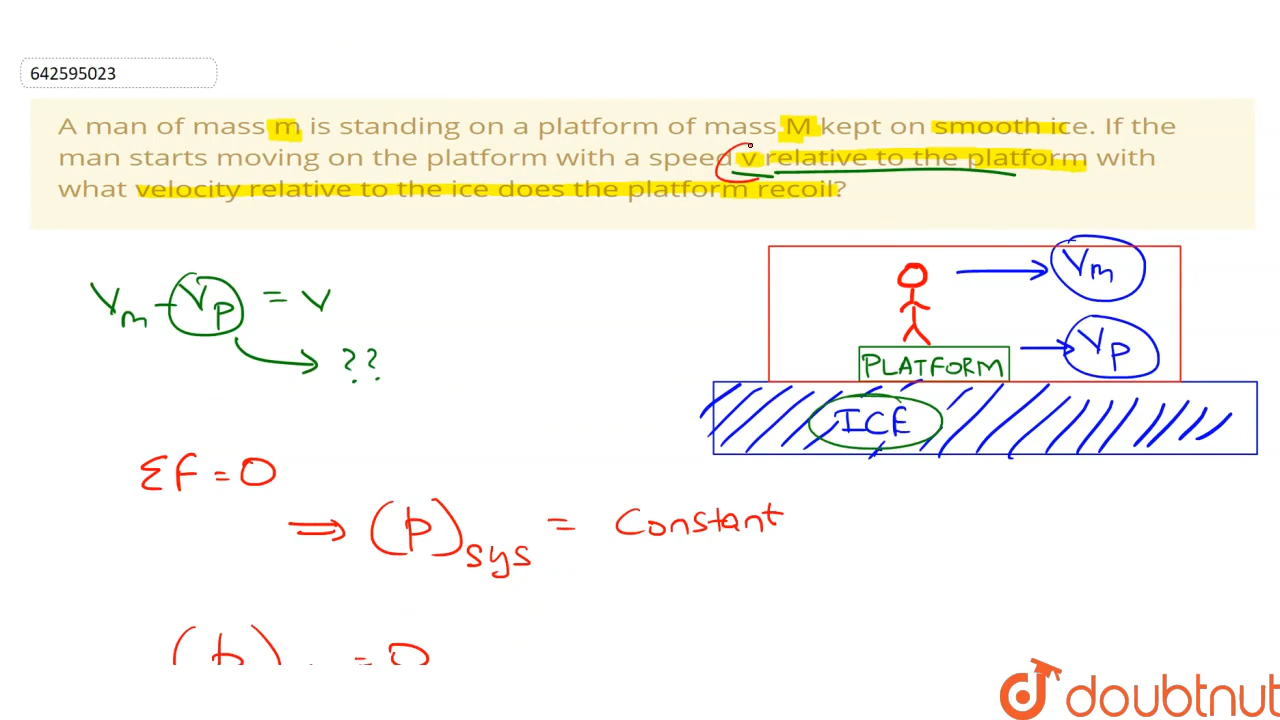 642595023
A man of mass m is standing on a platform of mass M kept on smooth ice. If the
man starts moving on the platform with a speed v relative to the platform with
what velocity relative to the ice does the platform recoil?
Vm - Vp = v
??
Vm
Vp
PLATFORM
ICE
ΣF = 0
⇒ (p)sys = Constant
(p) = 0
doubtnut